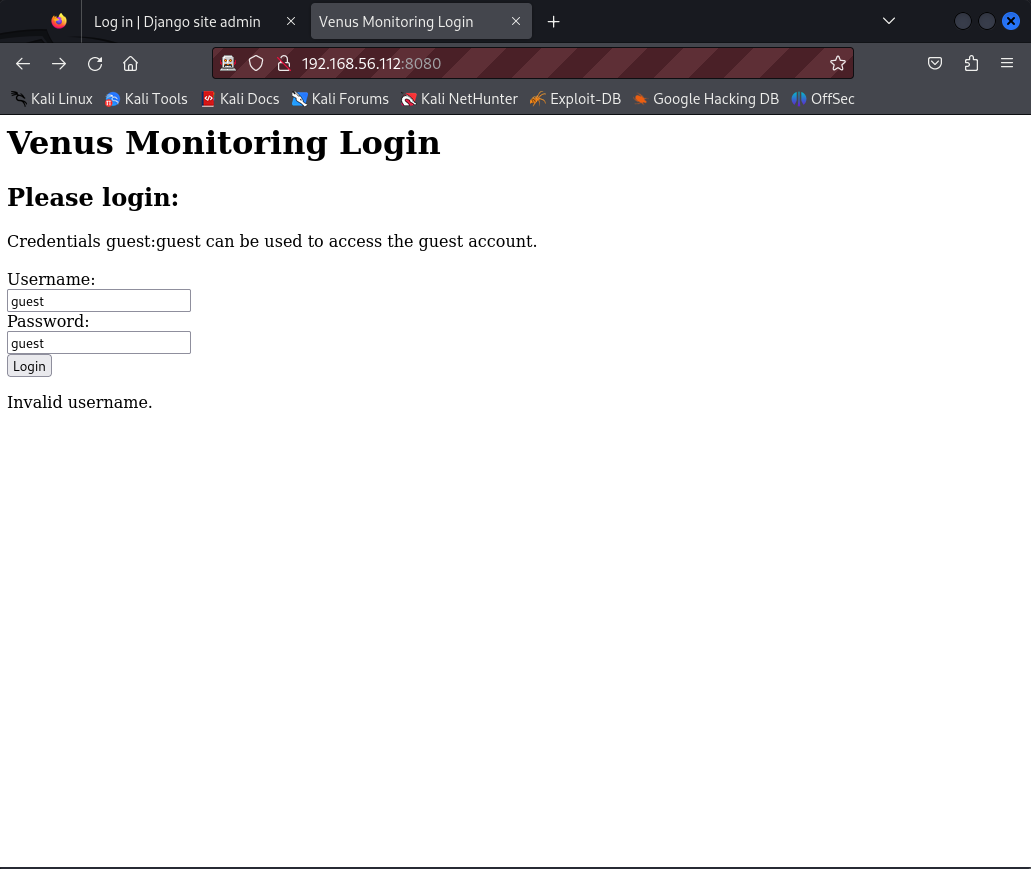 Log in | Django site admin
Venus Monitoring Login
192.168.56.112:8080
Kali Linux Kali Tools Kali Docs Kali Forums Kali NetHunter Exploit-DB Google Hacking DB OffSec
Venus Monitoring Login
Please login:
Credentials guest:guest can be used to access the guest account.
Username:
guest
Password:
guest
Login
Invalid username.